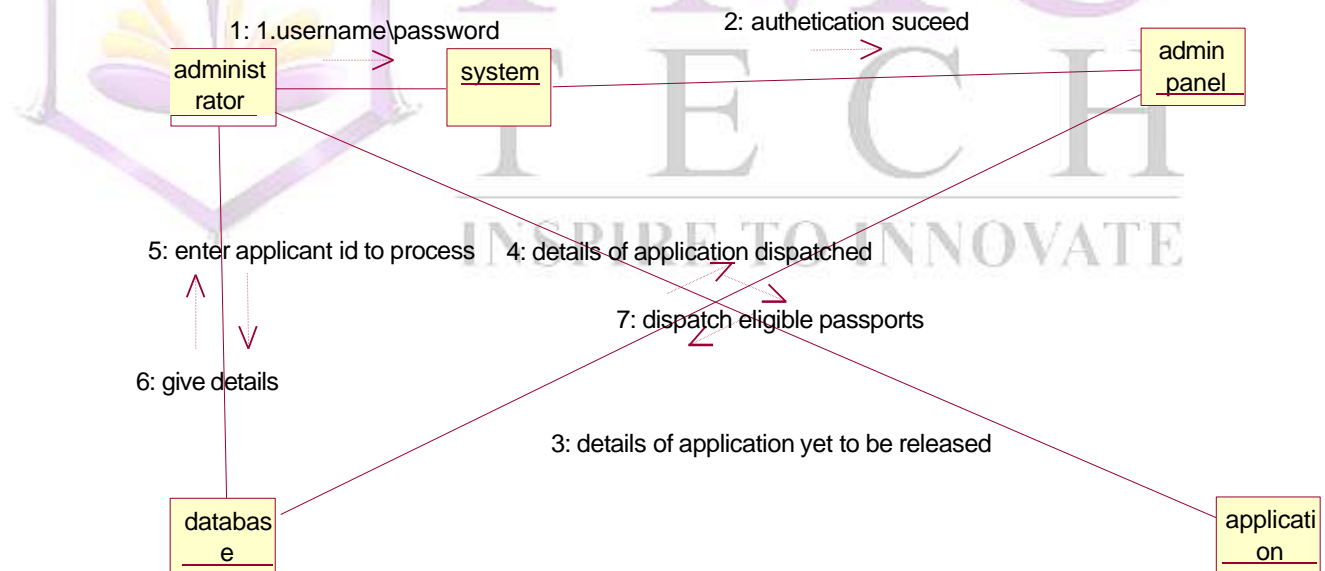 1: 1.username\password
2: authetication suceed
administ
rator
system
admin
panel
TECH
INSPIRE TO INNOVATE
5: enter applicant id to process
4: details of application dispatched
7: dispatch eligible passports
6: give details
3: details of application yet to be released
databas
e
applicati
on